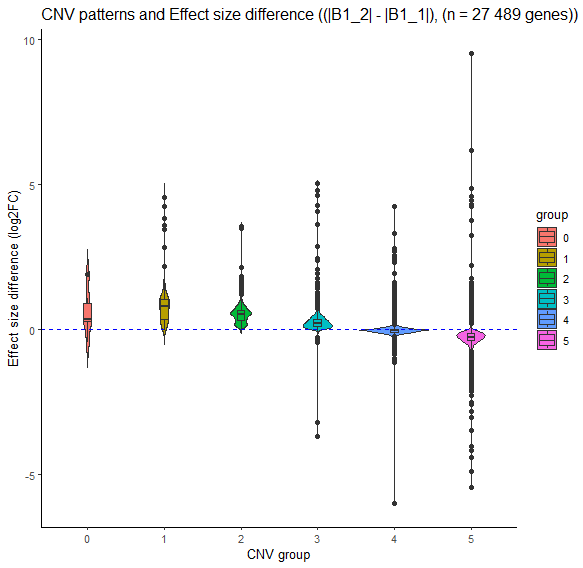 CNV patterns and Effect size difference ((|B1_2| - |B1_1|), (n = 27 489 genes))
Effect size difference (log2FC)
10
5
0
-5
0 1 2 3 4 5
CNV group
group
0
1
2
3
4
5